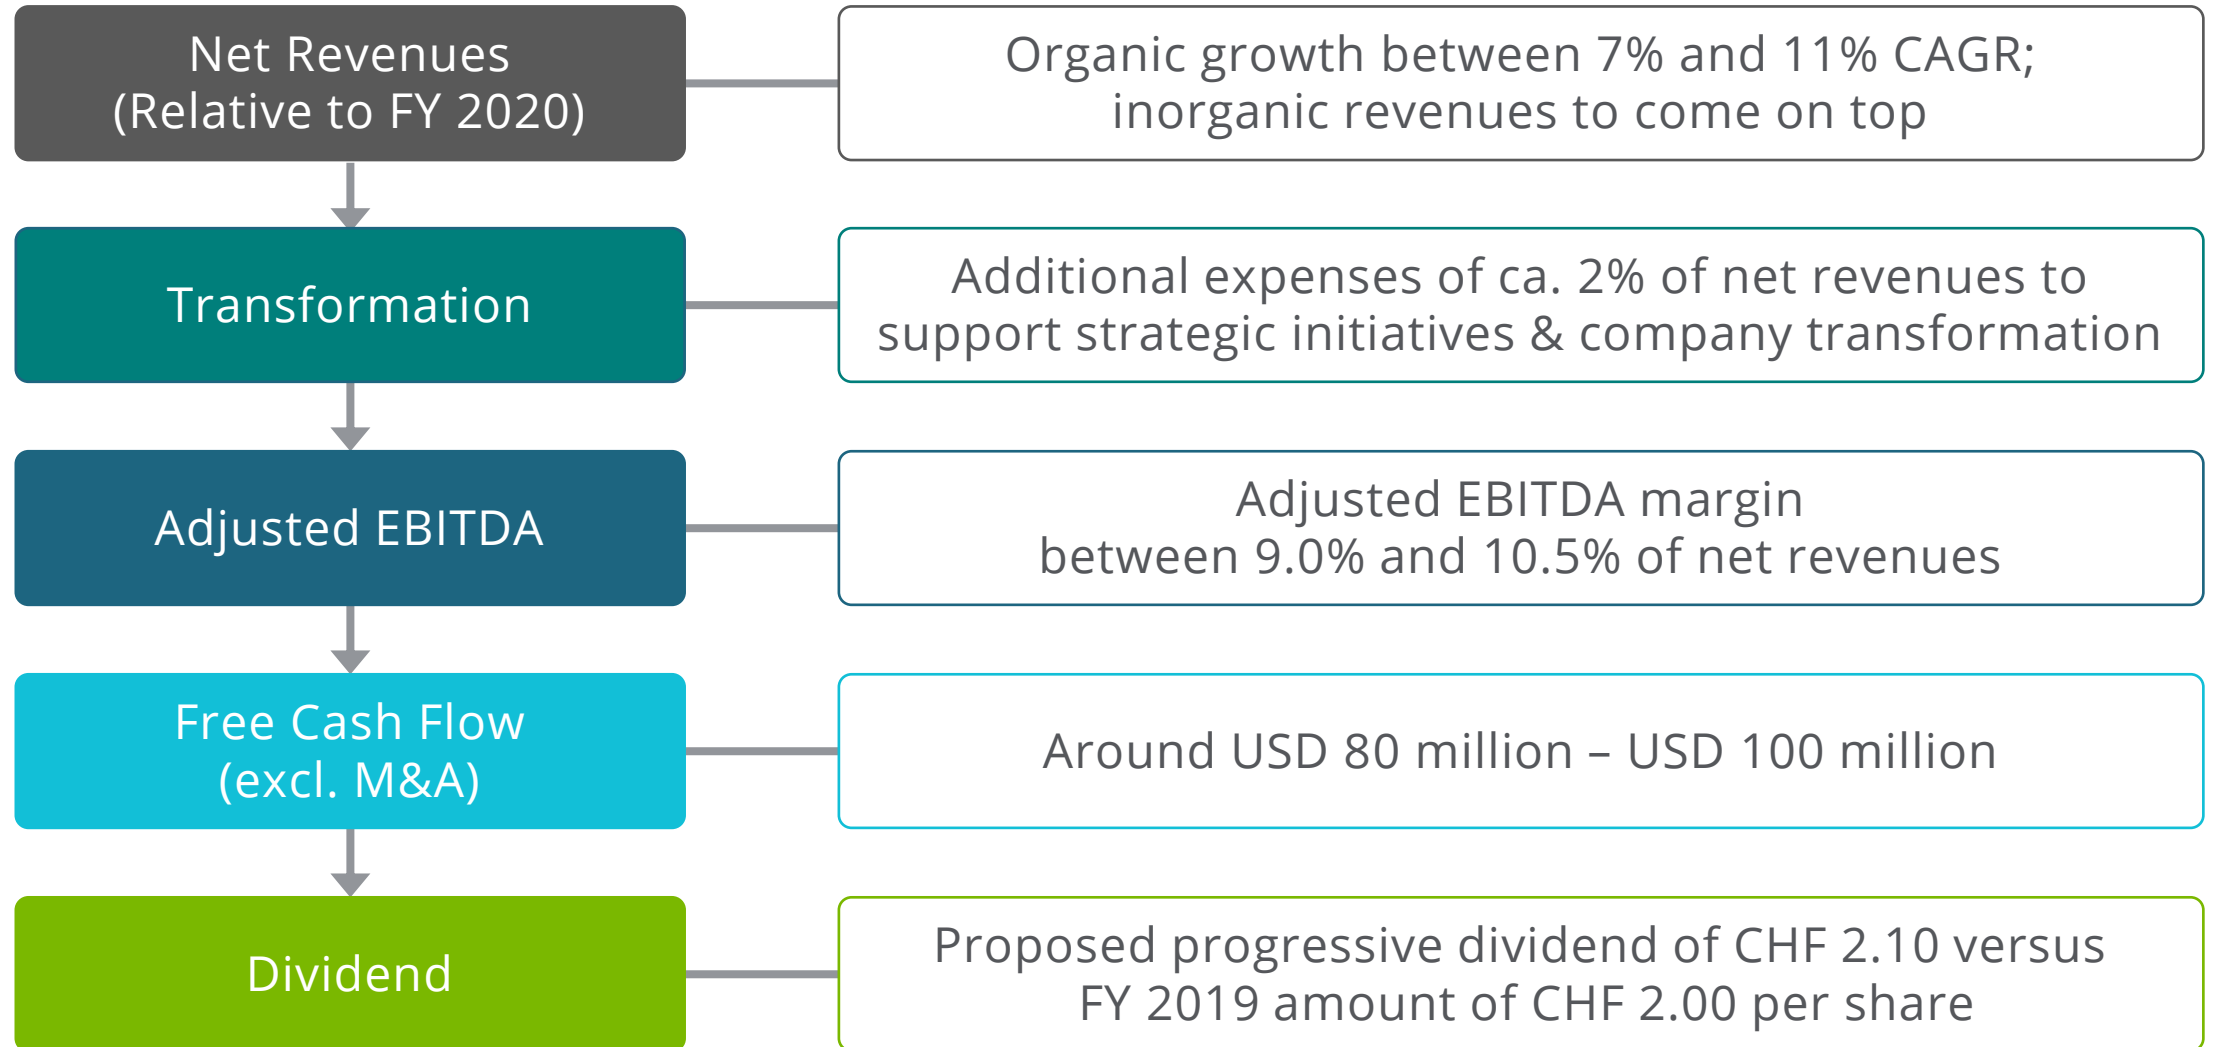 Net Revenues
(Relative to FY 2020)
Organic growth between 7% and 11% CAGR;
inorganic revenues to come on top
Transformation
Additional expenses of ca. 2% of net revenues to
support strategic initiatives & company transformation
Adjusted EBITDA
Adjusted EBITDA margin
between 9.0% and 10.5% of net revenues
Free Cash Flow
(excl. M&A)
Around USD 80 million – USD 100 million
Dividend
Proposed progressive dividend of CHF 2.10 versus
FY 2019 amount of CHF 2.00 per share